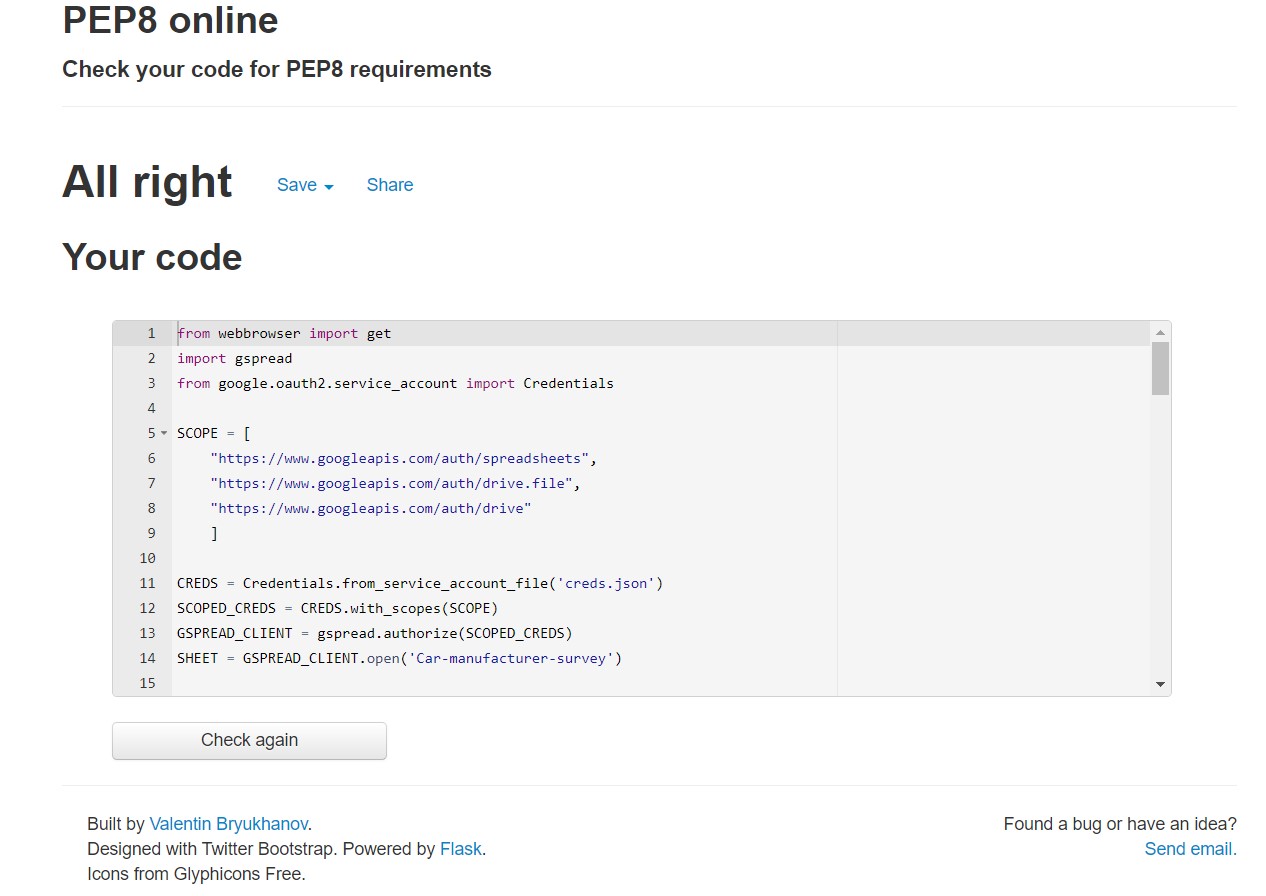 PEP8 online
Check your code for PEP8 requirements
All right Save Share
Your code
1 from webbrowser import get
2 import gspread
3 from google.oauth2.service_account import Credentials
4
5 SCOPE = [
6 "https://www.googleapis.com/auth/spreadsheets",
7 "https://www.googleapis.com/auth/drive.file",
8 "https://www.googleapis.com/auth/drive"
9 ]
10
11 CREDS = Credentials.from_service_account_file('creds.json')
12 SCOPED_CREDS = CREDS.with_scopes(SCOPE)
13 GSPREAD_CLIENT = gspread.authorize(SCOPED_CREDS)
14 SHEET = GSPREAD_CLIENT.open('Car-manufacturer-survey')
15
Check again
Built by Valentin Bryukhanov.
Designed with Twitter Bootstrap. Powered by Flask.
Icons from Glyphicons Free.
Found a bug or have an idea?
Send email.